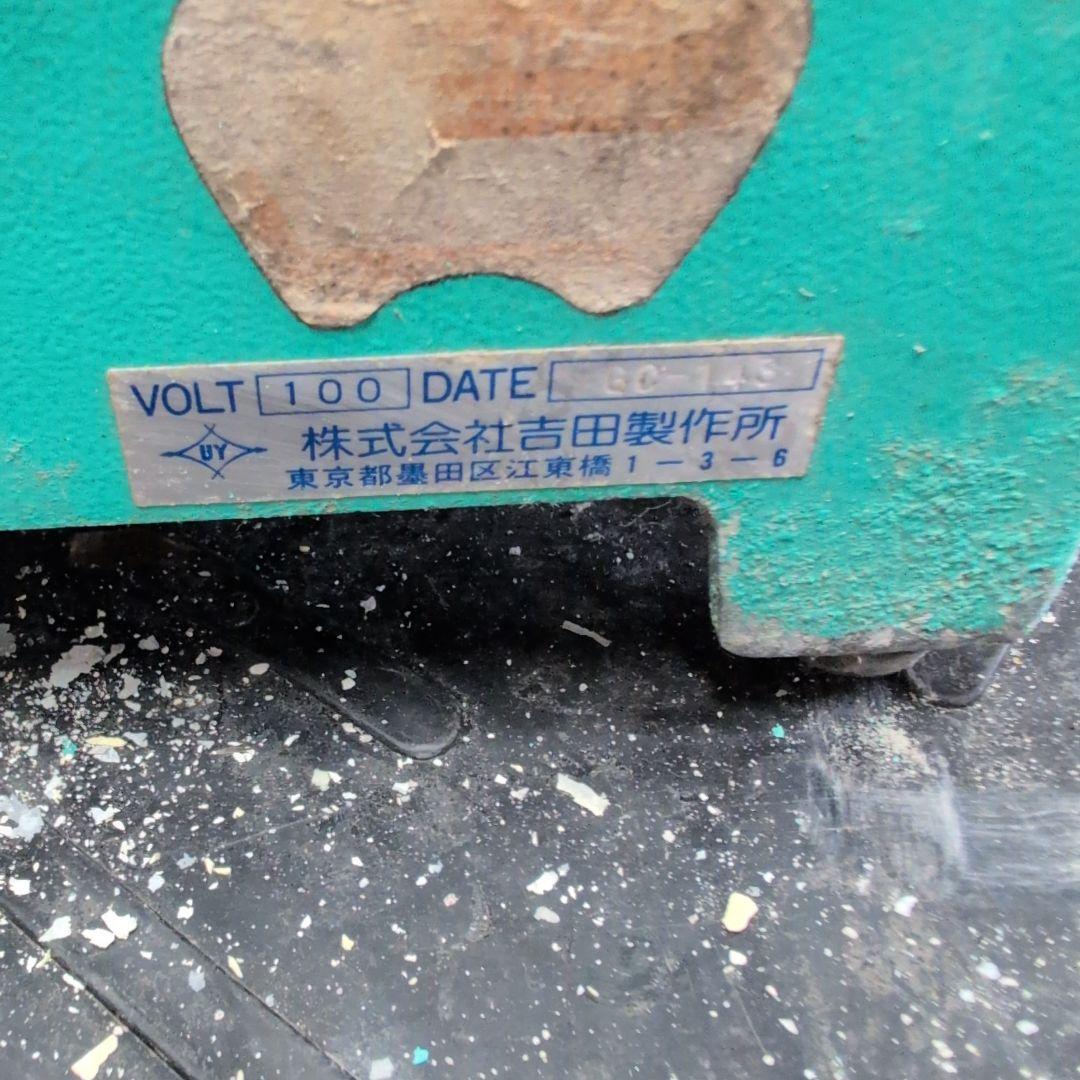 VOLT 100 DATE
UY 株式会社吉田製作所
東京都墨田区江東橋1-3-6